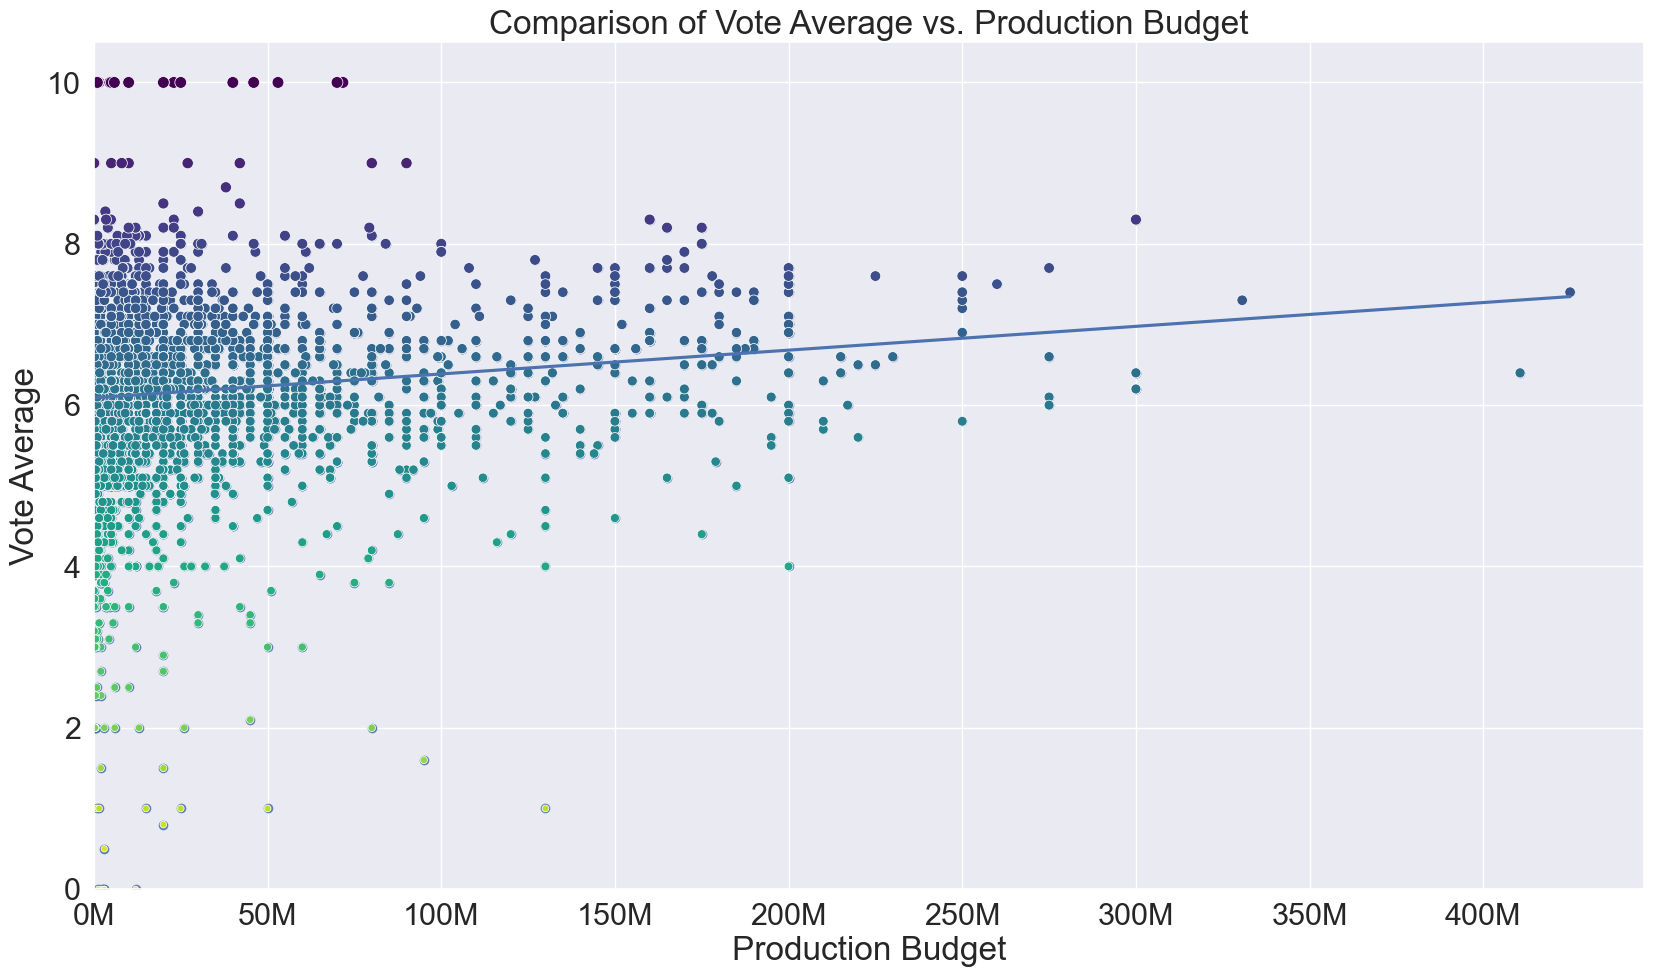 Comparison of Vote Average vs. Production Budget
10
8
6
4
2
0
Vote Average
0M 50M 100M 150M 200M 250M 300M 350M 400M
Production Budget